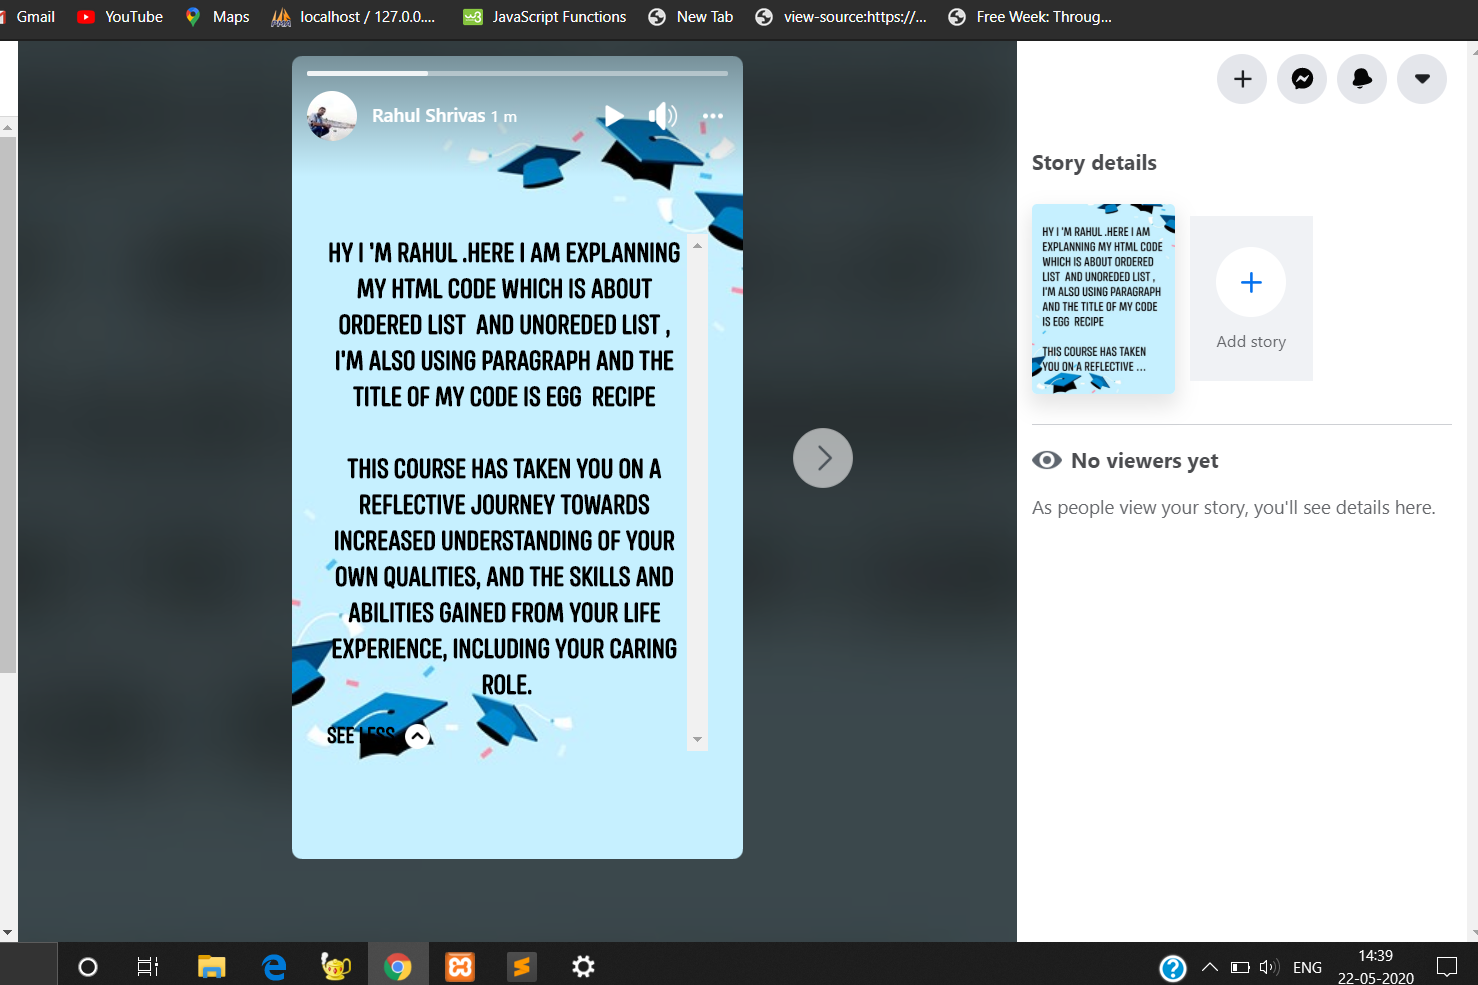 Gmail
YouTube
Maps
localhost / 127.0.0....
JavaScript Functions
New Tab
view-source:https://...
Free Week: Throug...
Rahul Shrivas 1 m
HY I 'M RAHUL .HERE I AM EXPLANNING
MY HTML CODE WHICH IS ABOUT
ORDERED LIST  AND UNOREDED LIST ,
I'M ALSO USING PARAGRAPH AND THE
TITLE OF MY CODE IS EGG  RECIPE
THIS COURSE HAS TAKEN YOU ON A
REFLECTIVE JOURNEY TOWARDS
INCREASED UNDERSTANDING OF YOUR
OWN QUALITIES, AND THE SKILLS AND
ABILITIES GAINED FROM YOUR LIFE
EXPERIENCE, INCLUDING YOUR CARING
ROLE.
SEE LESS
Story details
HY I 'M RAHUL .HERE I AM
EXPLANNING MY HTML CODE
WHICH IS ABOUT ORDERED
LIST  AND UNOREDED LIST ,
I'M ALSO USING PARAGRAPH
AND THE TITLE OF MY CODE
IS EGG  RECIPE
THIS COURSE HAS TAKEN
YOU ON A REFLECTIVE ...
Add story
No viewers yet
As people view your story, you'll see details here.
ENG
14:39
22-05-2020